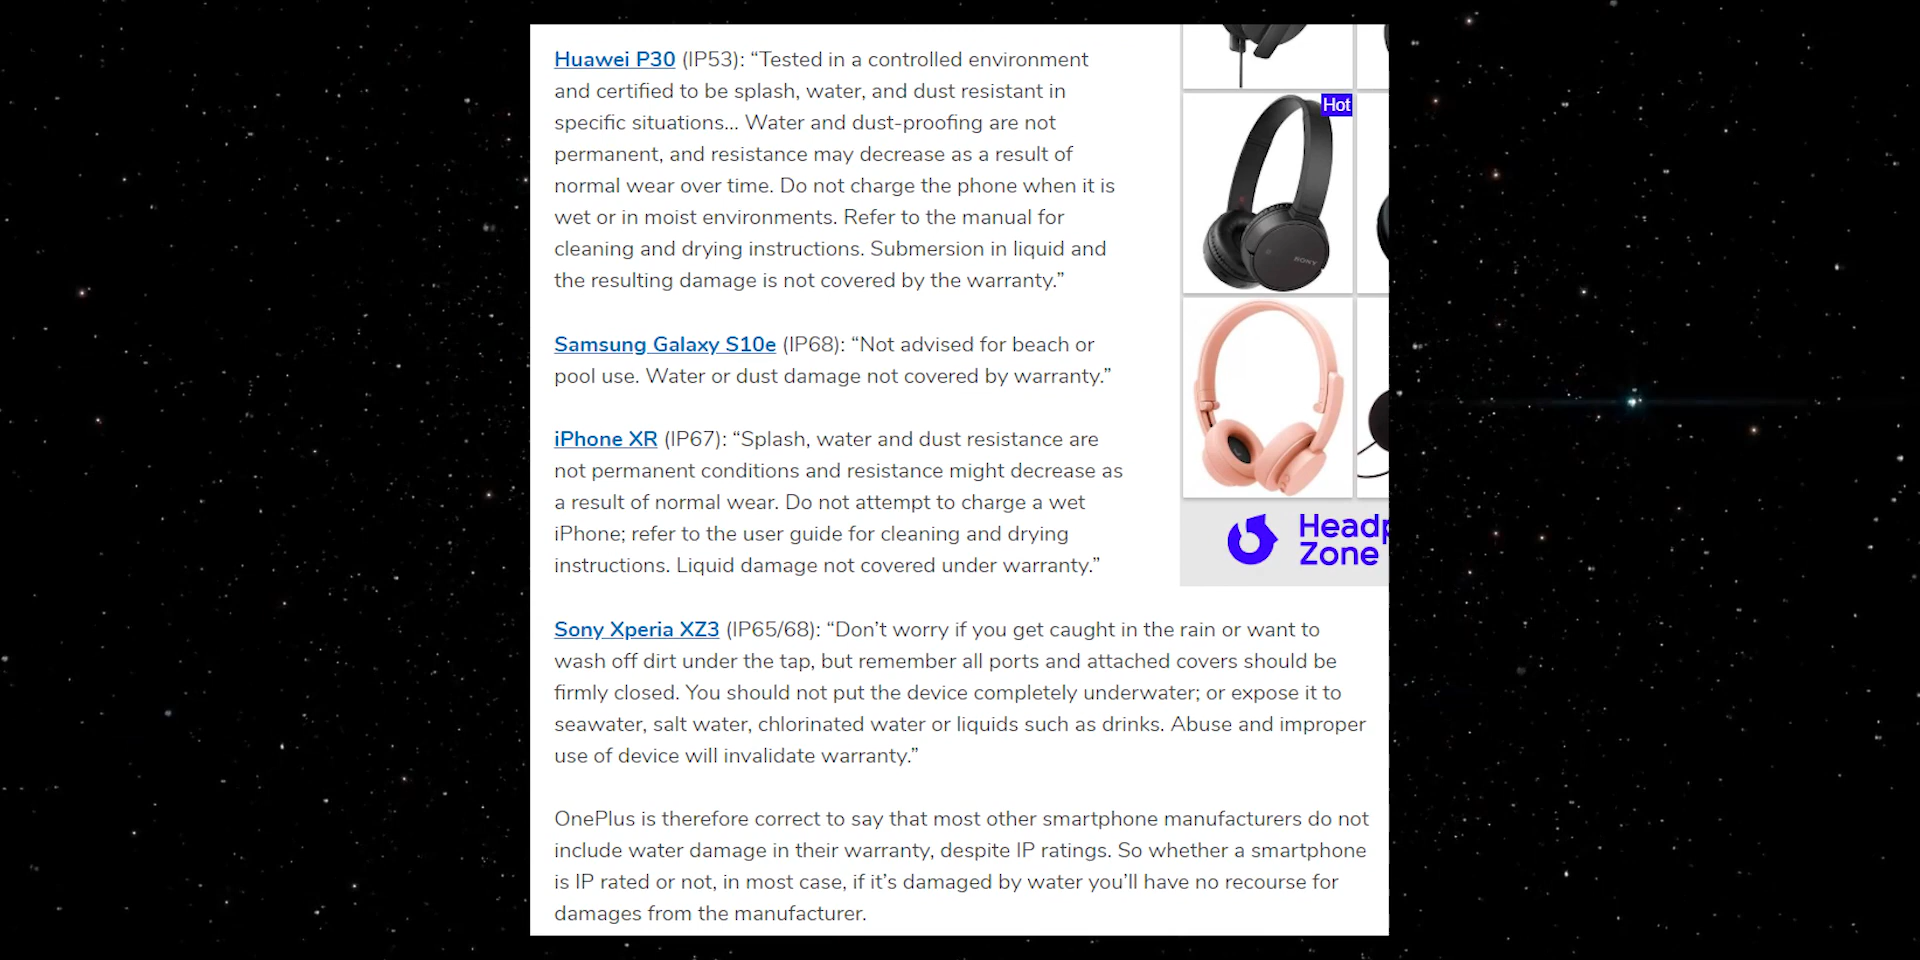 Huawei P30 (IP53): “Tested in a controlled environment
and certified to be splash, water, and dust resistant in
specific situations... Water and dust-proofing are not
permanent, and resistance may decrease as a result of
normal wear over time. Do not charge the phone when it is
wet or in moist environments. Refer to the manual for
cleaning and drying instructions. Submersion in liquid and
the resulting damage is not covered by the warranty.”
Samsung Galaxy S10e (IP68): “Not advised for beach or
pool use. Water or dust damage not covered by warranty.”
iPhone XR (IP67): “Splash, water and dust resistance are
not permanent conditions and resistance might decrease as
a result of normal wear. Do not attempt to charge a wet
iPhone; refer to the user guide for cleaning and drying
instructions. Liquid damage not covered under warranty.”
Sony Xperia XZ3 (IP65/68): “Don’t worry if you get caught in the rain or want to
wash off dirt under the tap, but remember all ports and attached covers should be
firmly closed. You should not put the device completely underwater; or expose it to
seawater, salt water, chlorinated water or liquids such as drinks. Abuse and improper
use of device will invalidate warranty.”
OnePlus is therefore correct to say that most other smartphone manufacturers do not
include water damage in their warranty, despite IP ratings. So whether a smartphone
is IP rated or not, in most case, if it’s damaged by water you’ll have no recourse for
damages from the manufacturer.
Hot
SONY
Headp
Zone